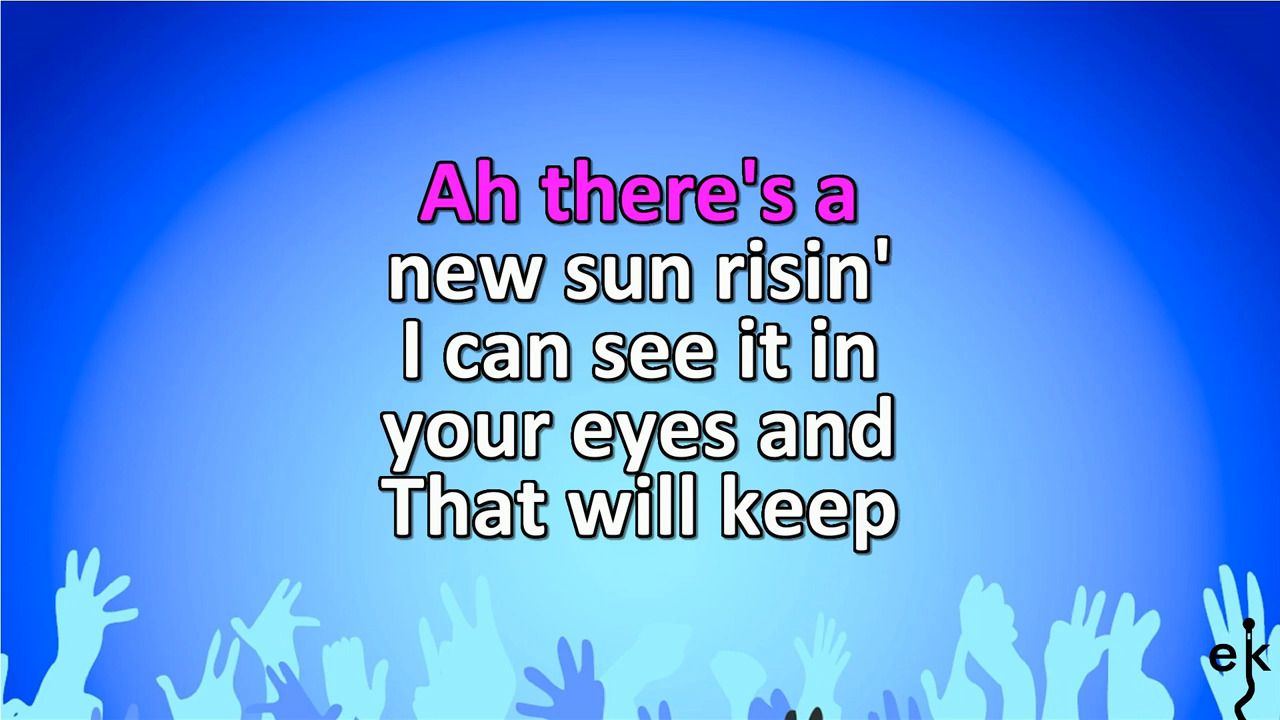 Ah there's a
new sun risin'
I can see it in
your eyes and
That will keep
ek